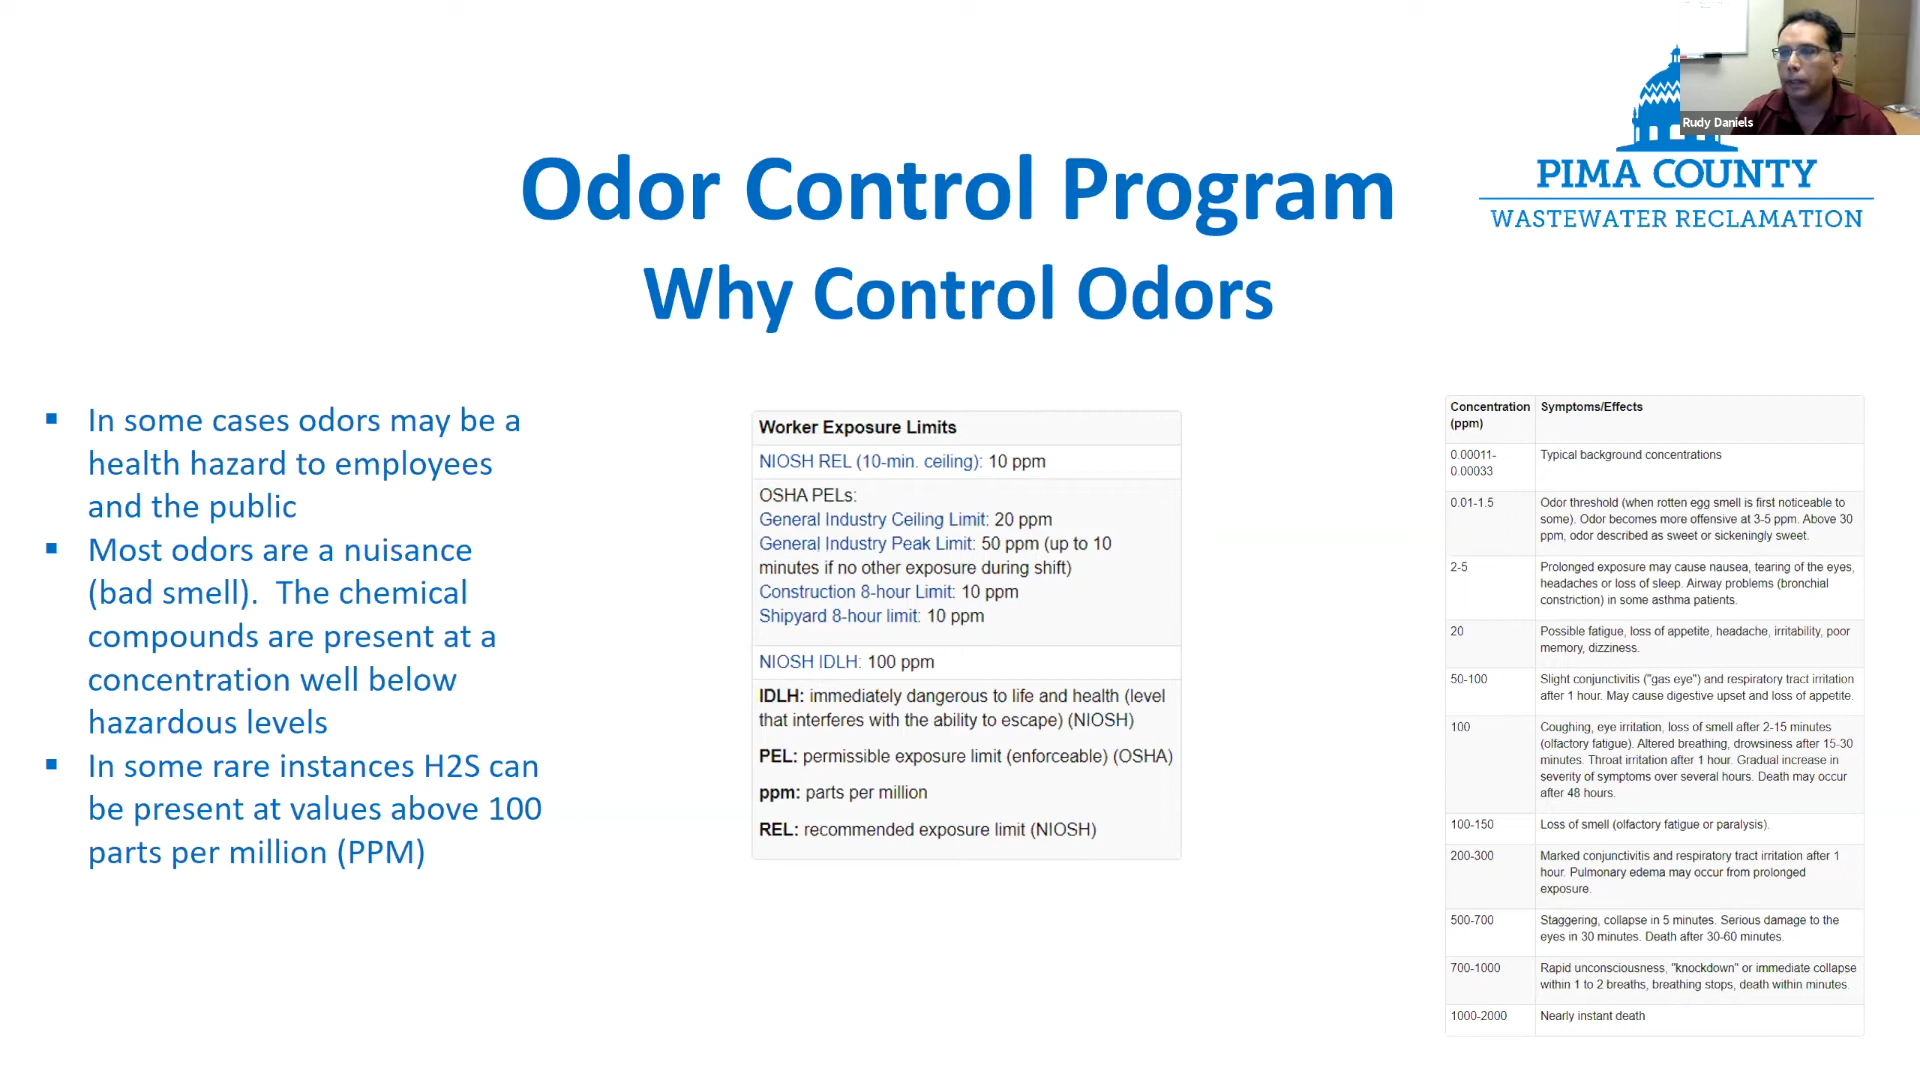 Rudy Daniels
PIMA COUNTY
WASTEWATER RECLAMATION
Odor Control Program
Why Control Odors
▪ In some cases odors may be a
health hazard to employees
and the public
▪ Most odors are a nuisance
(bad smell).  The chemical
compounds are present at a
concentration well below
hazardous levels
▪ In some rare instances H2S can
be present at values above 100
parts per million (PPM)
Worker Exposure Limits
NIOSH REL (10-min. ceiling): 10 ppm
OSHA PELs:
General Industry Ceiling Limit: 20 ppm
General Industry Peak Limit: 50 ppm (up to 10
minutes if no other exposure during shift)
Construction 8-hour Limit: 10 ppm
Shipyard 8-hour limit: 10 ppm
NIOSH IDLH: 100 ppm
IDLH: immediately dangerous to life and health (level
that interferes with the ability to escape) (NIOSH)
PEL: permissible exposure limit (enforceable) (OSHA)
ppm: parts per million
REL: recommended exposure limit (NIOSH)
Concentration Symptoms/Effects
(ppm)
0.00011- Typical background concentrations
0.00033
0.01-1.5 Odor threshold (when rotten egg smell is first noticeable to
some). Odor becomes more offensive at 3-5 ppm. Above 30
ppm, odor described as sweet or sickeningly sweet.
2-5 Prolonged exposure may cause nausea, tearing of the eyes,
headaches or loss of sleep. Airway problems (bronchial
constriction) in some asthma patients.
20 Possible fatigue, loss of appetite, headache, irritability, poor
memory, dizziness.
50-100 Slight conjunctivitis ("gas eye") and respiratory tract irritation
after 1 hour. May cause digestive upset and loss of appetite.
100 Coughing, eye irritation, loss of smell after 2-15 minutes
(olfactory fatigue). Altered breathing, drowsiness after 15-30
minutes. Throat irritation after 1 hour. Gradual increase in
severity of symptoms over several hours. Death may occur
after 48 hours.
100-150 Loss of smell (olfactory fatigue or paralysis).
200-300 Marked conjunctivitis and respiratory tract irritation after 1
hour. Pulmonary edema may occur from prolonged
exposure.
500-700 Staggering, collapse in 5 minutes. Serious damage to the
eyes in 30 minutes. Death after 30-60 minutes.
700-1000 Rapid unconsciousness, "knockdown" or immediate collapse
within 1 to 2 breaths, breathing stops, death within minutes.
1000-2000 Nearly instant death